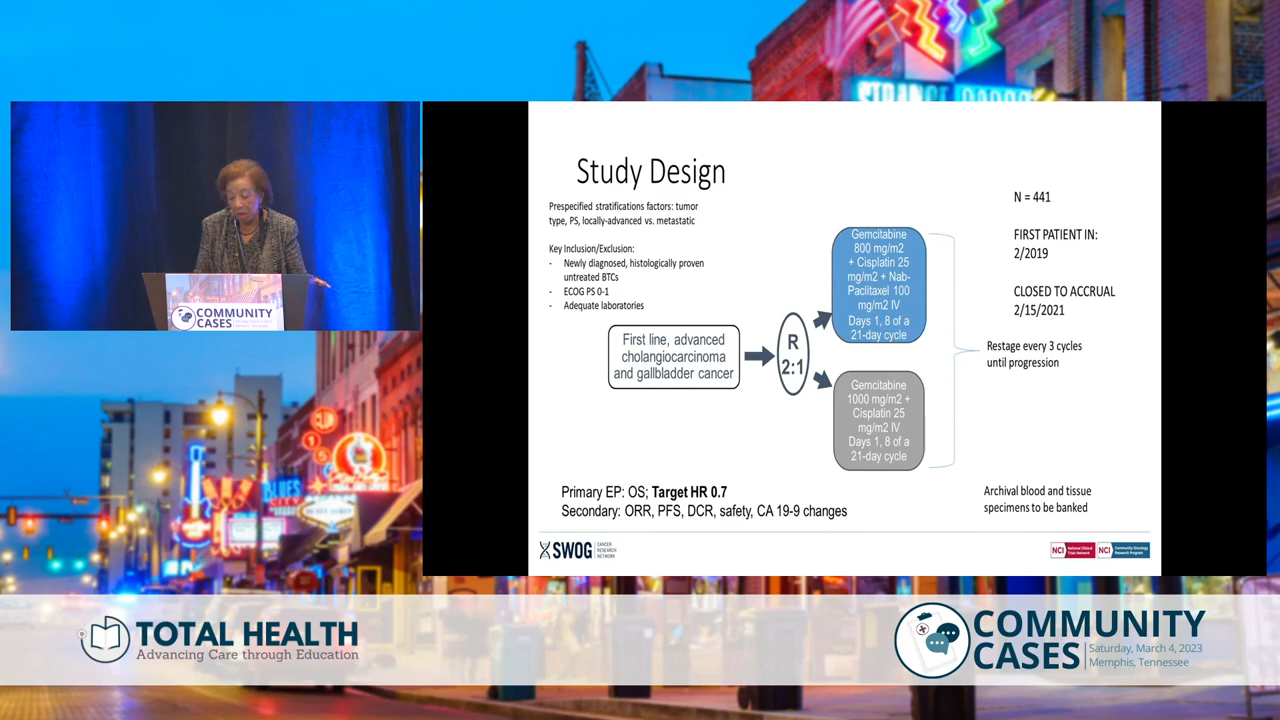 STRANGE
Study Design
Prespecified stratifications factors: tumor
type, PS, locally-advanced vs. metastatic
Key Inclusion/Exclusion:
- Newly diagnosed, histologically proven
untreated BTCs
- ECOG PS 0-1
- Adequate laboratories
First line, advanced
cholangiocarcinoma
and gallbladder cancer
R
2:1
Gemcitabine
800 mg/m2
+ Cisplatin 25
mg/m2 + Nab-
Paclitaxel 100
mg/m2 IV
Days 1, 8 of a
21-day cycle
Gemcitabine
1000 mg/m2 +
Cisplatin 25
mg/m2 IV
Days 1, 8 of a
21-day cycle
N = 441
FIRST PATIENT IN:
2/2019
CLOSED TO ACCRUAL
2/15/2021
Restage every 3 cycles
until progression
Primary EP: OS; Target HR 0.7
Secondary: ORR, PFS, DCR, safety, CA 19-9 changes
Archival blood and tissue
specimens to be banked
SWOG CANCER
RESEARCH
NETWORK
NCI National Clinical
Trials Network
NCI Community Oncology
Research Program
COMMUNITY
CASES
BLUES
CITY
TOTAL HEALTH
Advancing Care through Education
COMMUNITY
CASES
Saturday, March 4, 2023
Memphis, Tennessee